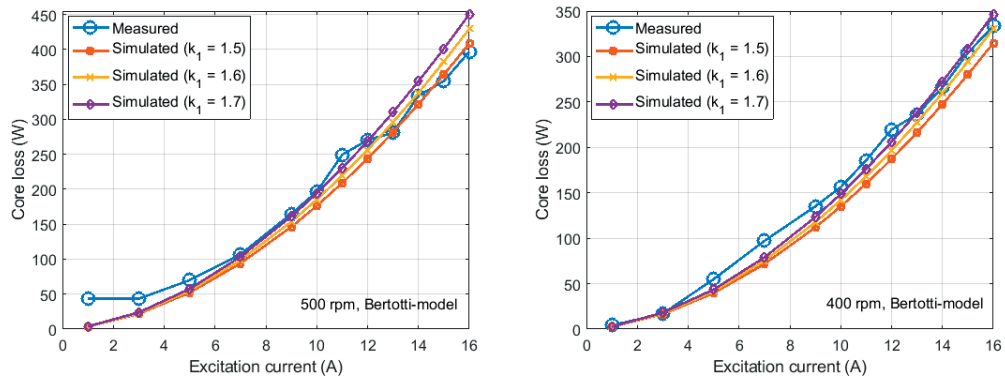 450
400
350
300
250
200
150
100
50
0
Core loss (W)
Measured
Simulated (k1 = 1.5)
Simulated (k1 = 1.6)
Simulated (k1 = 1.7)
500 rpm, Bertotti-model
0 2 4 6 8 10 12 14 16
Excitation current (A)
350
300
250
200
150
100
50
0
Core loss (W)
Measured
Simulated (k1 = 1.5)
Simulated (k1 = 1.6)
Simulated (k1 = 1.7)
400 rpm, Bertotti-model
0 2 4 6 8 10 12 14 16
Excitation current (A)